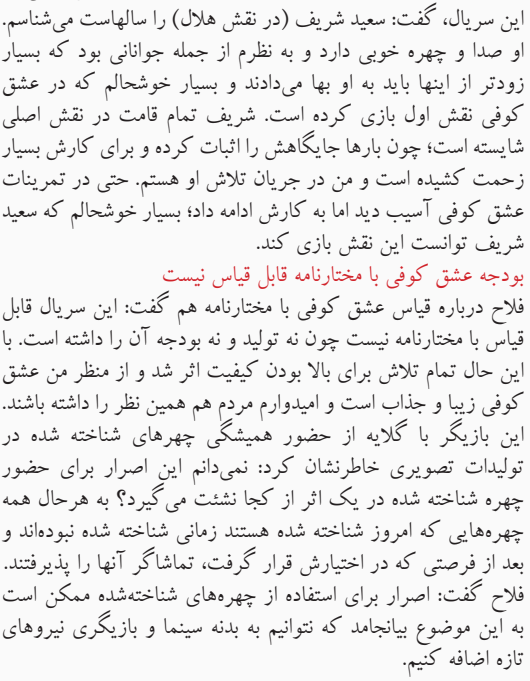 این سریال، گفت: سعید شریف (در نقش هلال) را سالهاست می‌شناسم.
او صدا و چهره خوبی دارد و به نظرم از جمله جوانانی بود که بسیار
زودتر از اینها باید به او بها می‌دادند و بسیار خوشحالم که در عشق
کوفی نقش اول بازی کرده است. شریف تمام قامت در نقش اصلی
شایسته است؛ چون بارها جایگاهش را اثبات کرده و برای کارش بسیار
زحمت کشیده است و من در جریان تلاش او هستم. حتی در تمرینات
عشق کوفی آسیب دید اما به کارش ادامه داد؛ بسیار خوشحالم که سعید
شریف توانست این نقش بازی کند.
بودجه عشق کوفی با مختارنامه قابل قیاس نیست
فلاح درباره قیاس عشق کوفی با مختارنامه هم گفت: این سریال قابل
قیاس با مختارنامه نیست چون نه تولید و نه بودجه آن را داشته است. با
این حال تمام تلاش برای بالا بودن کیفیت اثر شد و از منظر من عشق
کوفی زیبا و جذاب است و امیدوارم مردم هم همین نظر را داشته باشند.
این بازیگر با گلایه از حضور همیشگی چهرهای شناخته شده در
تولیدات تصویری خاطرنشان کرد: نمی‌دانم این اصرار برای حضور
چهره شناخته شده در یک اثر از کجا نشئت می‌گیرد؟ به هرحال همه
چهره‌هایی که امروز شناخته شده هستند زمانی شناخته شده نبوده‌اند و
بعد از فرصتی که در اختیارش قرار گرفت، تماشاگر آنها را پذیرفتند.
فلاح گفت: اصرار برای استفاده از چهره‌های شناخته‌شده ممکن است
به این موضوع بیانجامد که نتوانیم به بدنه سینما و بازیگری نیروهای
تازه اضافه کنیم.